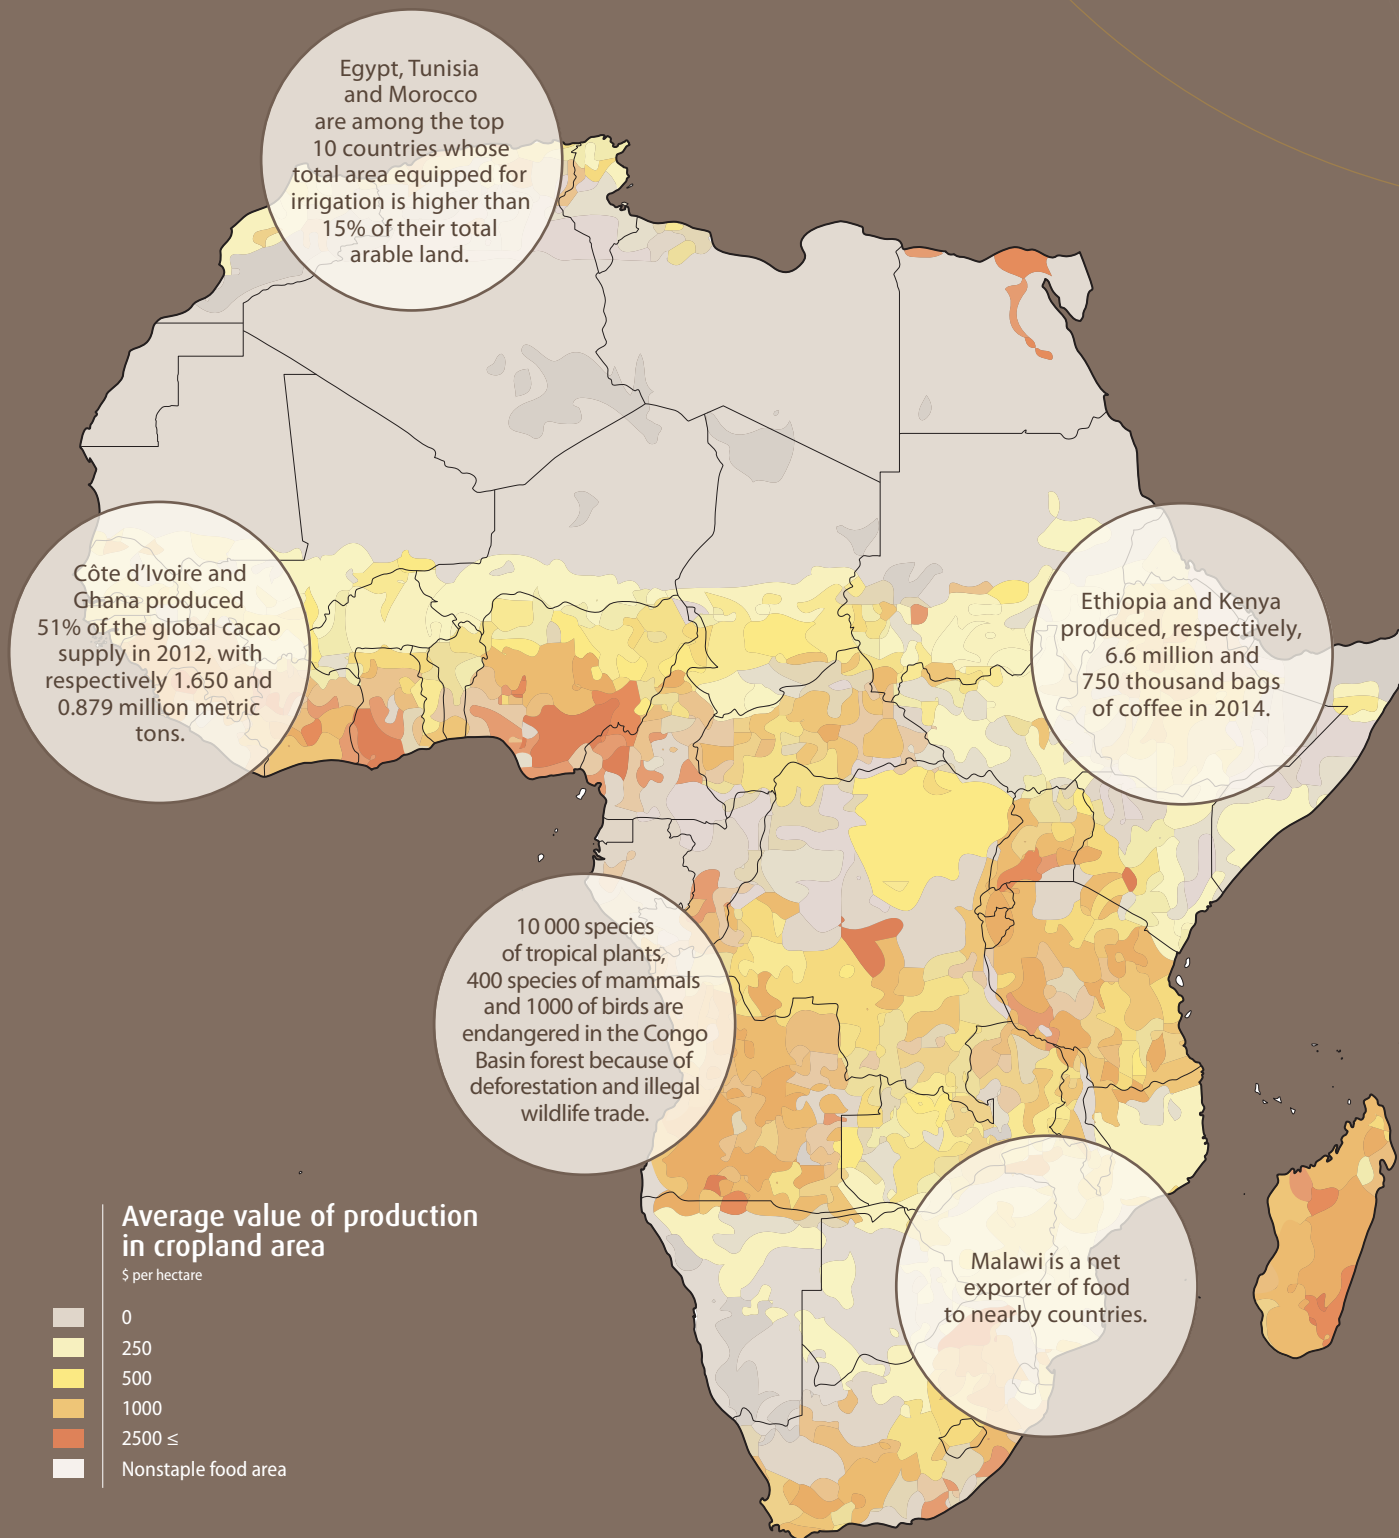 Egypt, Tunisia
and Morocco
are among the top
10 countries whose
total area equipped for
irrigation is higher than
15% of their total
arable land.
Côte d’Ivoire and
Ghana produced
51% of the global cacao
supply in 2012, with
respectively 1.650 and
0.879 million metric
tons.
Ethiopia and Kenya
produced, respectively,
6.6 million and
750 thousand bags
of coffee in 2014.
10 000 species
of tropical plants,
400 species of mammals
and 1000 of birds are
endangered in the Congo
Basin forest because of
deforestation and illegal
wildlife trade.
Malawi is a net
exporter of food
to nearby countries.
Average value of production
in cropland area
$ per hectare
0
250
500
1000
2500 ≤
Nonstaple food area